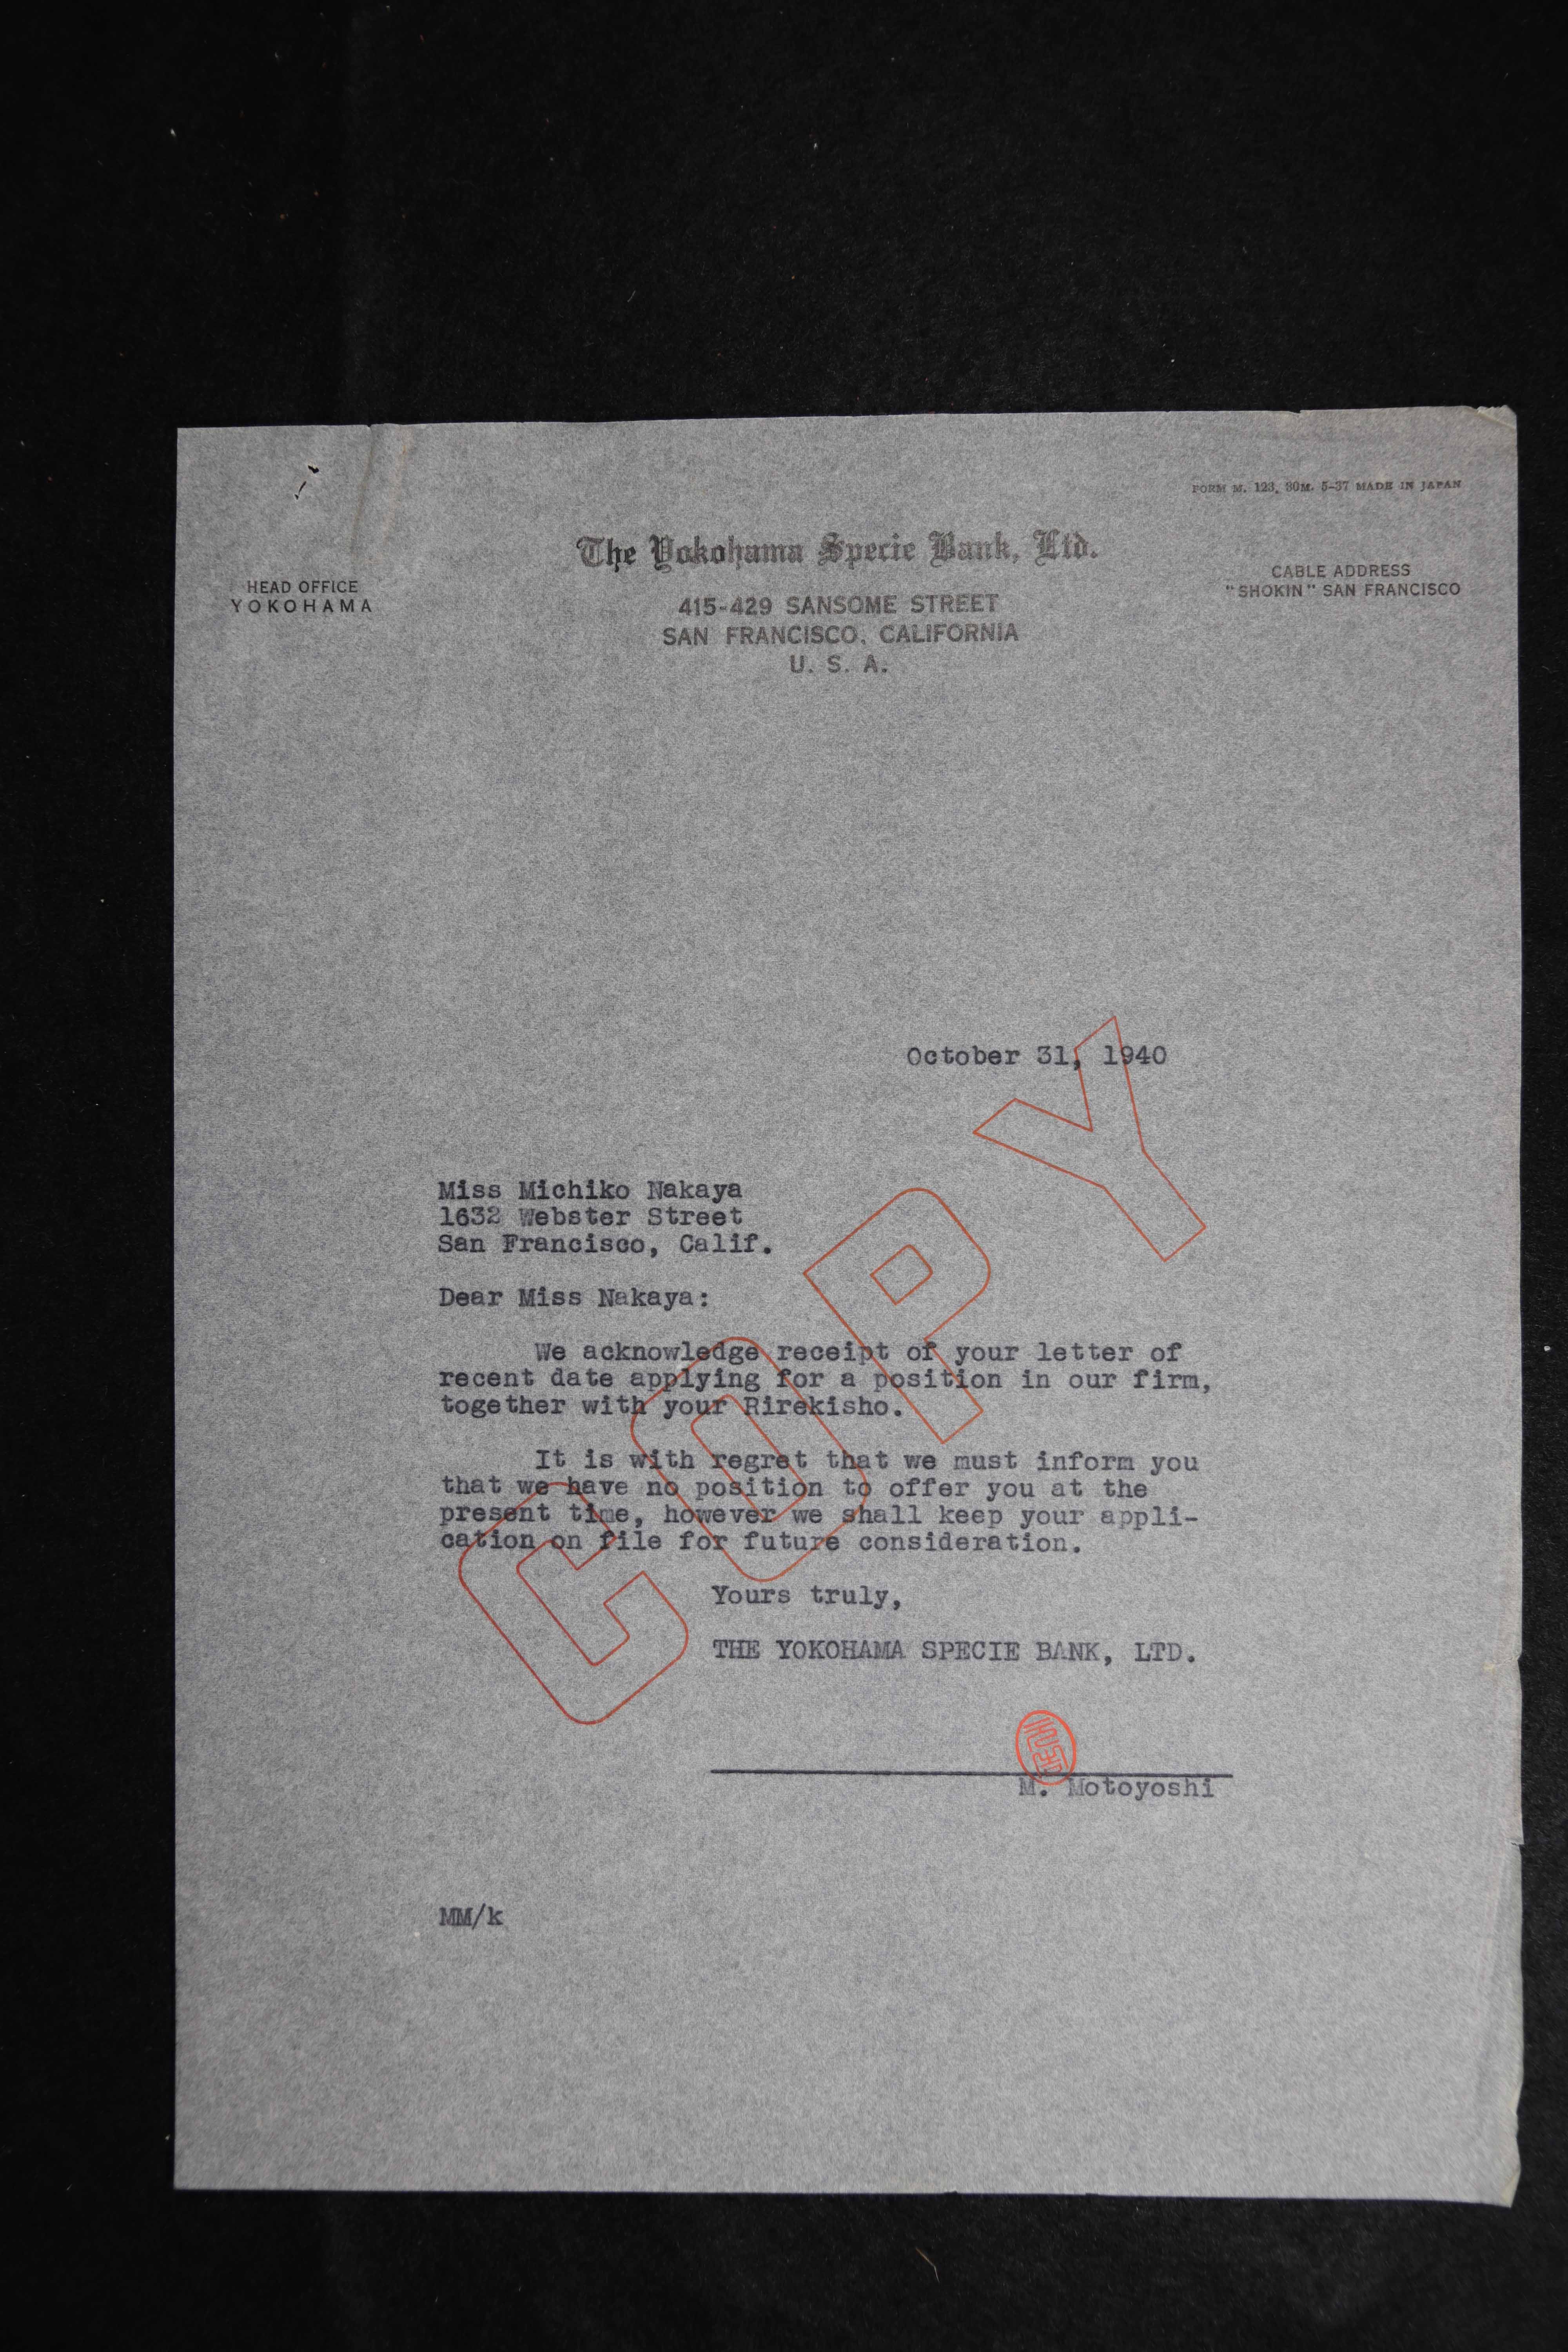 FORM M. 123, 30M. 5-37 MADE IN JAPAN
The Yokohama Specie Bank, Ltd.
HEAD OFFICE
YOKOHAMA
CABLE ADDRESS
"SHOKIN" SAN FRANCISCO
415-429 SANSOME STREET
SAN FRANCISCO, CALIFORNIA
U. S. A.
October 31, 1940
Miss Michiko Nakaya
1632 Webster Street
San Francisco, Calif.
Dear Miss Nakaya:
We acknowledge receipt of your letter of
recent date applying for a position in our firm,
together with your Rirekisho.
It is with regret that we must inform you
that we have no position to offer you at the
present time, however we shall keep your appli-
cation on file for future consideration.
COPY
Yours truly,
THE YOKOHAMA SPECIE BANK, LTD.
M. Motoyoshi
MM/k